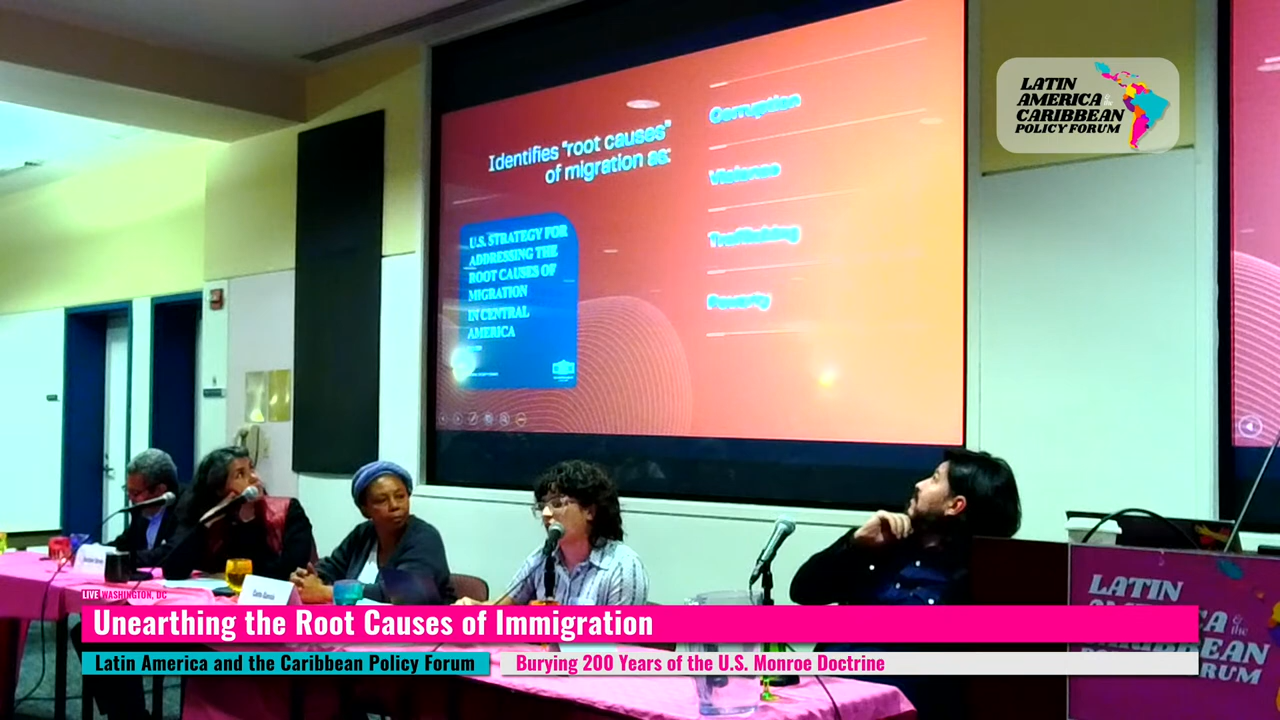 Identifies "root causes"
of migration as:
Corruption
Violence
Trafficking
Poverty
U.S. STRATEGY FOR
ADDRESSING THE
ROOT CAUSES OF
MIGRATION
IN CENTRAL
AMERICA
LATIN
AMERICA &
the
CARIBBEAN
POLICY FORUM
LIVE WASHINGTON, DC
Unearthing the Root Causes of Immigration
Latin America and the Caribbean Policy Forum
Burying 200 Years of the U.S. Monroe Doctrine
LATIN